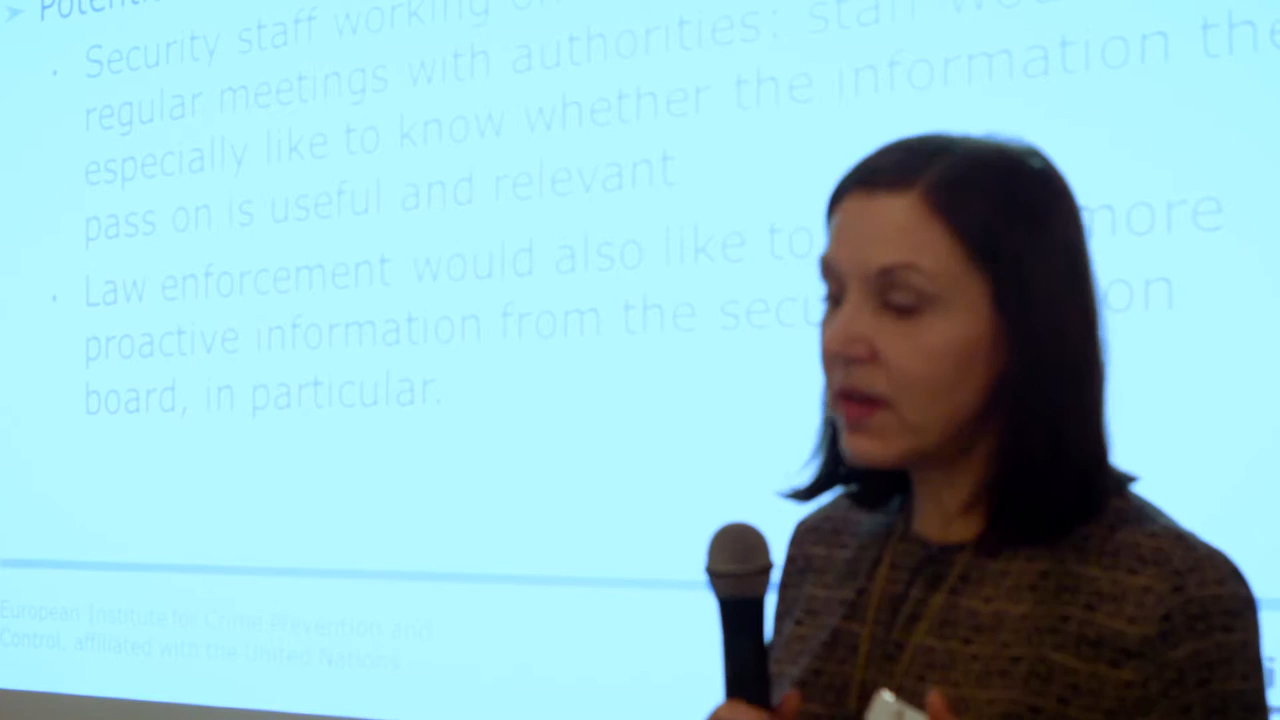 Security staff working
regular meetings with authorities: staff
especially like to know whether the information
pass on is useful and relevant
Law enforcement would also like to more
proactive information from the on
board, in particular.
European Institute for Crime Prevention and
Control, affiliated with the United Nations